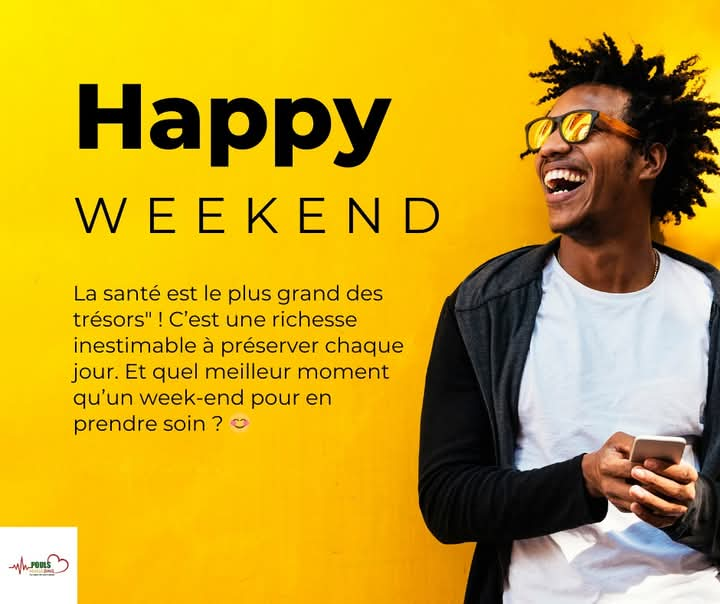 Happy
WEEKEND
La santé est le plus grand des
trésors" ! C’est une richesse
inestimable à préserver chaque
jour. Et quel meilleur moment
qu’un week-end pour en
prendre soin ? 😊
POULS